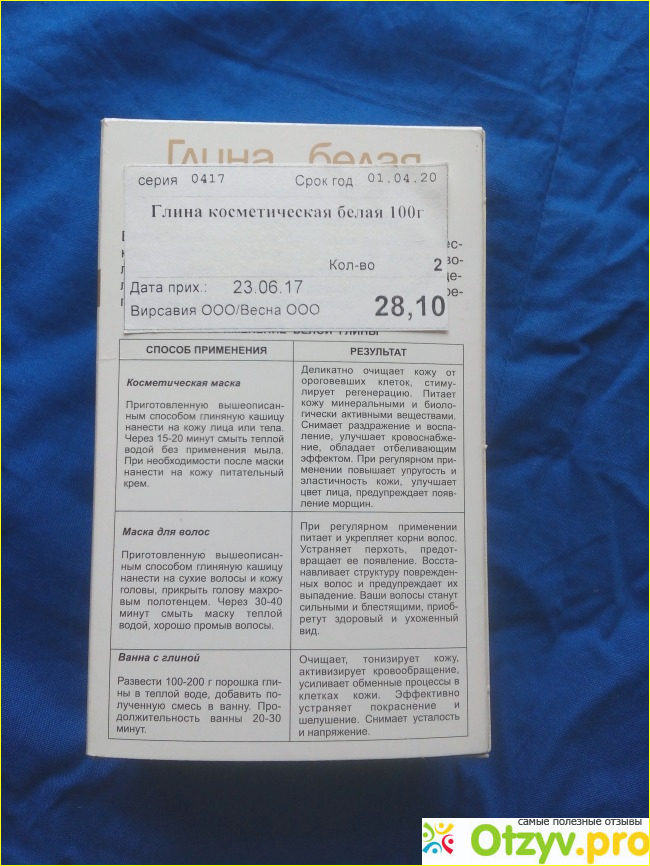 Глина белая
серия 0417 Срок год 01.04.20
Глина косметическая белая 100г
Кол-во 2
Дата прих.: 23.06.17
Вирсавия ООО/Весна ООО 28,10
БЕЛОЙ ГЛИНЫ
СПОСОБ ПРИМЕНЕНИЯ
РЕЗУЛЬТАТ
Косметическая маска
Приготовленную вышеописан-
ным способом глиняную кашицу
нанести на кожу лица или тела.
Через 15-20 минут смыть теплой
водой без применения мыла.
При необходимости после маски
нанести на кожу питательный
крем.
Деликатно очищает кожу от
ороговевших клеток, стиму-
лирует регенерацию. Питает
кожу минеральными и биоло-
гически активными веществами.
Снимает раздражение и воспа-
ление, улучшает кровоснабже-
ние, обладает отбеливающим
эффектом. При регулярном при-
менении повышает упругость и
эластичность кожи, улучшает
цвет лица, предупреждает появ-
ление морщин.
Маска для волос
Приготовленную вышеописан-
ным способом глиняную кашицу
нанести на сухие волосы и кожу
головы, прикрыть голову махро-
вым полотенцем. Через 30-40
минут смыть маску теплой
водой, хорошо промыв волосы.
При регулярном применении
питает и укрепляет корни волос.
Устраняет перхоть, предот-
вращает ее появление. Восста-
навливает структуру поврежден-
ных волос и предупреждает их
выпадение. Ваши волосы станут
сильными и блестящими, приоб-
ретут здоровый и ухоженный
вид.
Ванна с глиной
Развести 100-200 г порошка гли-
ны в теплой воде, добавить по-
лученную смесь в ванну. Про-
должительность ванны 20-30
минут.
Очищает, тонизирует кожу,
активизирует кровообращение,
усиливает обменные процессы в
клетках кожи. Эффективно
устраняет покраснение и
шелушение. Снимает усталость
и напряжение.
самые полезные отзывы
Otzyv.pro